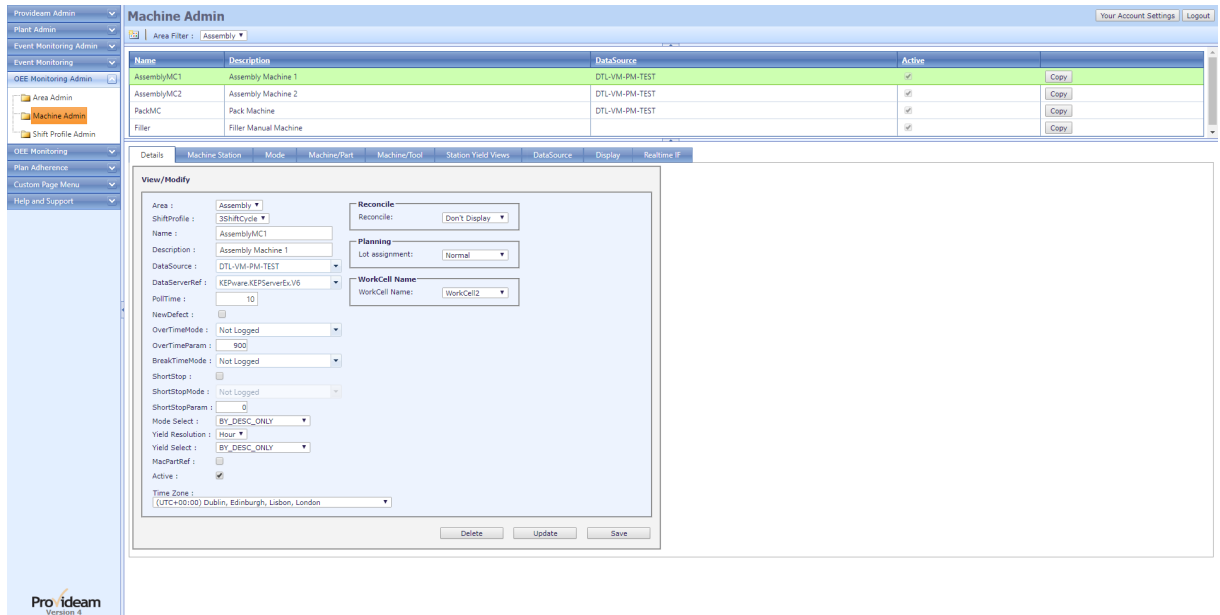 Provideam Admin
Plant Admin
Event Monitoring Admin
Event Monitoring
OEE Monitoring Admin
Area Admin
Machine Admin
Shift Profile Admin
OEE Monitoring
Plan Adherence
Custom Page Menu
Help and Support
Provideam
Version 4
Machine Admin
Your Account Settings Logout
Area Filter : Assembly
Name Description DataSource Active
AssemblyMC1 Assembly Machine 1 DTL-VM-PM-TEST Copy
AssemblyMC2 Assembly Machine 2 DTL-VM-PM-TEST Copy
PackMC Pack Machine DTL-VM-PM-TEST Copy
Filler Filler Manual Machine Copy
Details Machine Station Mode Machine/Part Machine/Tool Station Yield Views DataSource Display Realtime IF
View/Modify
Area : Assembly
ShiftProfile : 3ShiftCycle
Name : AssemblyMC1
Description : Assembly Machine 1
DataSource : DTL-VM-PM-TEST
DataServerRef : KEPware.KEPServerEx.V6
PollTime : 10
NewDefect :
OverTimeMode : Not Logged
OverTimeParam : 900
BreakTimeMode : Not Logged
ShortStop :
ShortStopMode : Not Logged
ShortStopParam : 0
Mode Select : BY_DESC_ONLY
Yield Resolution : Hour
Yield Select : BY_DESC_ONLY
MacPartRef :
Active :
Time Zone :
(UTC+00:00) Dublin, Edinburgh, Lisbon, London
Reconcile
Reconcile: Don't Display
Planning
Lot assignment: Normal
WorkCell Name
WorkCell Name: WorkCell2
Delete Update Save